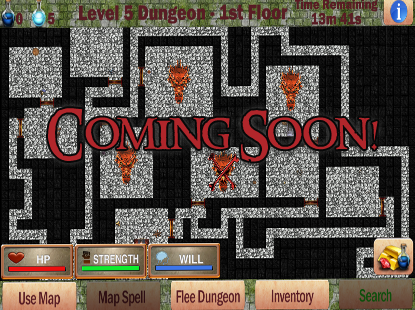 0 5 Level 5 Dungeon - 1st Floor Time Remaining
13m 41s i
COMING SOON!
HP STRENGTH WILL
Use Map Map Spell Flee Dungeon Inventory Search